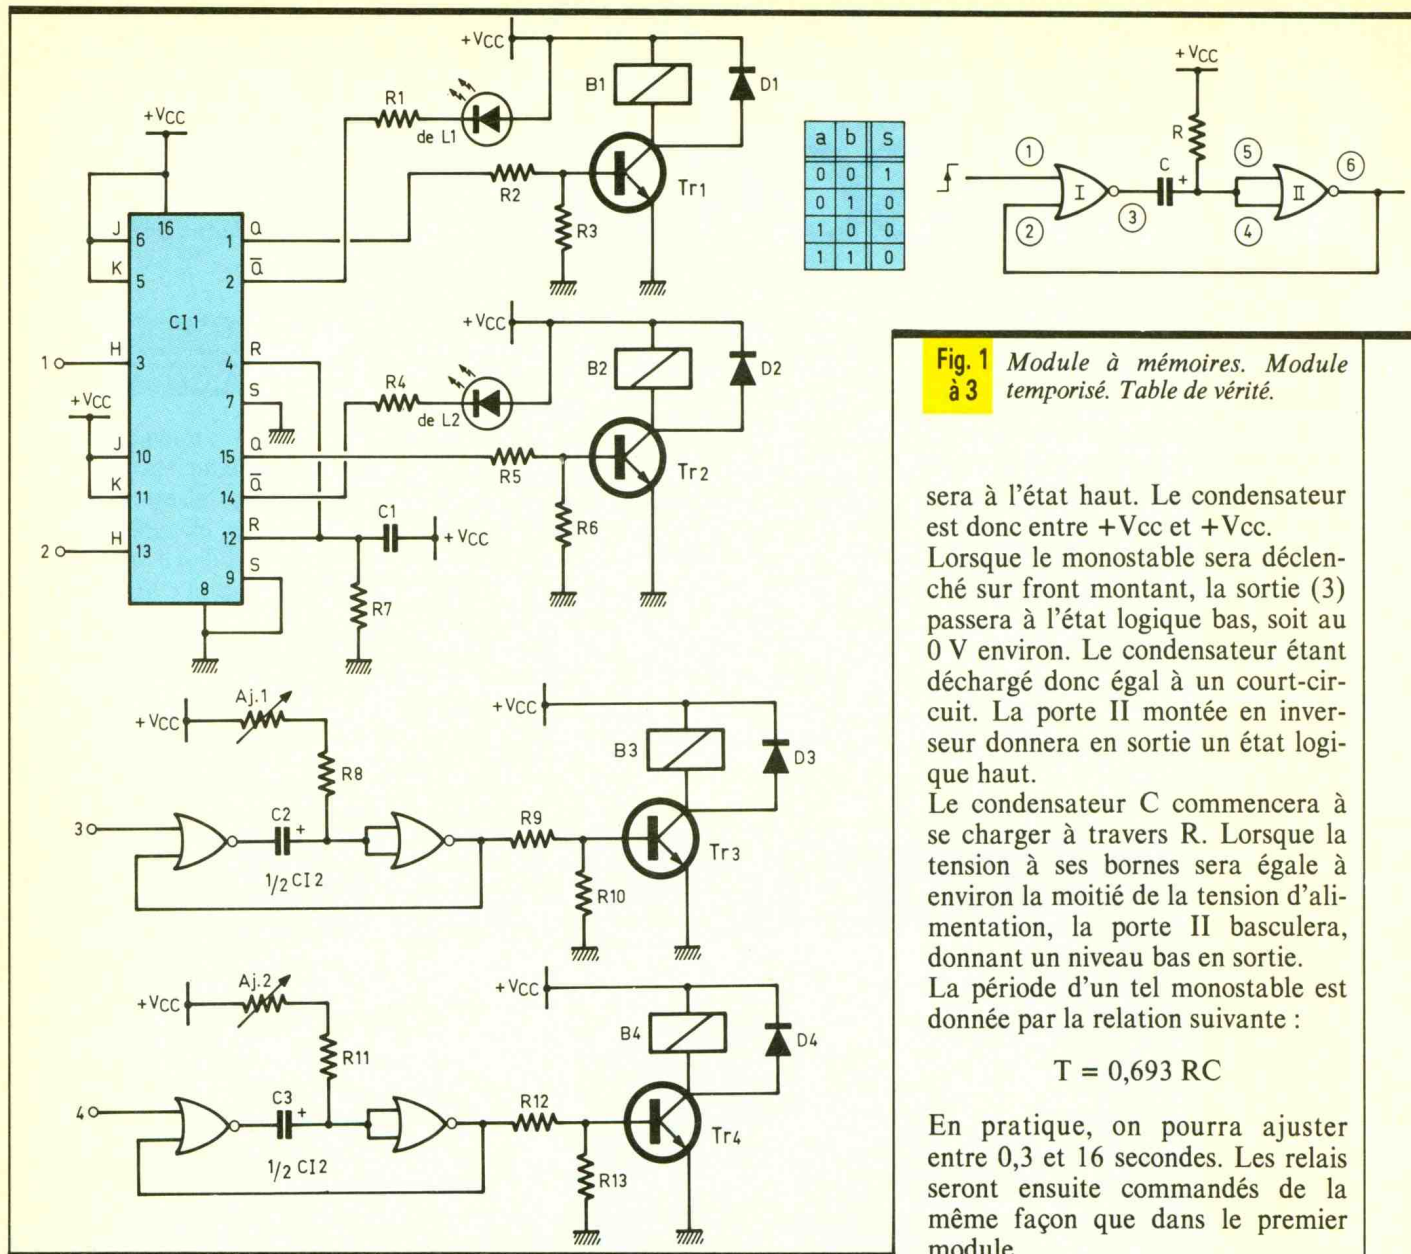 +VCC
B1
D1
R1
de L1
+VCC
R2
Tr1
R3
J
6
16
1
Q
K
5
2
Q̅
CI 1
1
H
3
4
R
+VCC
7
S
J
10
15
Q
K
11
14
Q̅
12
R
2
H
13
9
S
8
+VCC
B2
D2
R4
de L2
R5
Tr2
R6
C1
+VCC
R7
a b s
0 0 1
0 1 0
1 0 0
1 1 0
+VCC
R
1
C
+
5
6
I
II
2
3
4
Aj.1
+VCC
R8
+VCC
B3
D3
3
C2
+
R9
Tr3
1/2 CI2
R10
Aj.2
+VCC
R11
+VCC
B4
D4
4
C3
+
R12
Tr4
1/2 CI2
R13
Fig. 1
à 3
Module à mémoires. Module
temporisé. Table de vérité.
sera à l'état haut. Le condensateur
est donc entre +Vcc et +Vcc.
Lorsque le monostable sera déclen-
ché sur front montant, la sortie (3)
passera à l'état logique bas, soit au
0 V environ. Le condensateur étant
déchargé donc égal à un court-cir-
cuit. La porte II montée en inver-
seur donnera en sortie un état logi-
que haut.
Le condensateur C commencera à
se charger à travers R. Lorsque la
tension à ses bornes sera égale à
environ la moitié de la tension d'ali-
mentation, la porte II basculera,
donnant un niveau bas en sortie.
La période d'un tel monostable est
donnée par la relation suivante :
T = 0,693 RC
En pratique, on pourra ajuster
entre 0,3 et 16 secondes. Les relais
seront ensuite commandés de la
même façon que dans le premier
module.